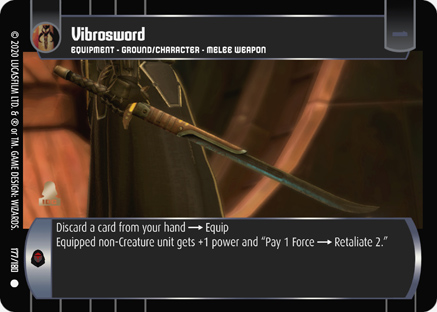 Vibrosword
EQUIPMENT - GROUND/CHARACTER - MELEE WEAPON
© 2020 LUCASFILM LTD. & ® or TM. GAME DESIGN: WIZARDS.
Discard a card from your hand → Equip
Equipped non-Creature unit gets +1 power and “Pay 1 Force → Retaliate 2.”
177/180